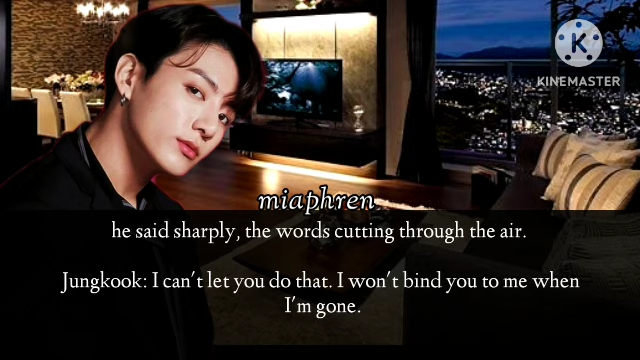 KINEMASTER
miaphren
he said sharply, the words cutting through the air.
Jungkook: I can't let you do that. I won't bind you to me when
I'm gone.